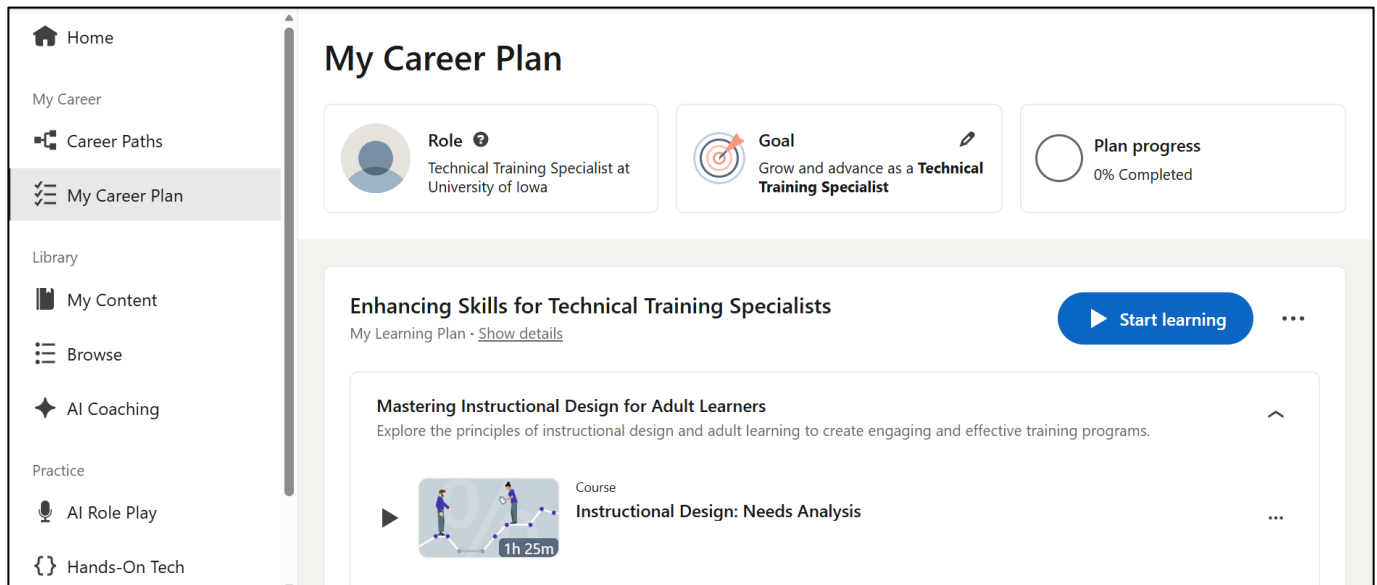 Home
My Career
Career Paths
My Career Plan
Library
My Content
Browse
AI Coaching
Practice
AI Role Play
Hands-On Tech
My Career Plan
Role
Technical Training Specialist at
University of Iowa
Goal
Grow and advance as a Technical
Training Specialist
Plan progress
0% Completed
Enhancing Skills for Technical Training Specialists
My Learning Plan · Show details
Start learning
Mastering Instructional Design for Adult Learners
Explore the principles of instructional design and adult learning to create engaging and effective training programs.
1h 25m
Course
Instructional Design: Needs Analysis